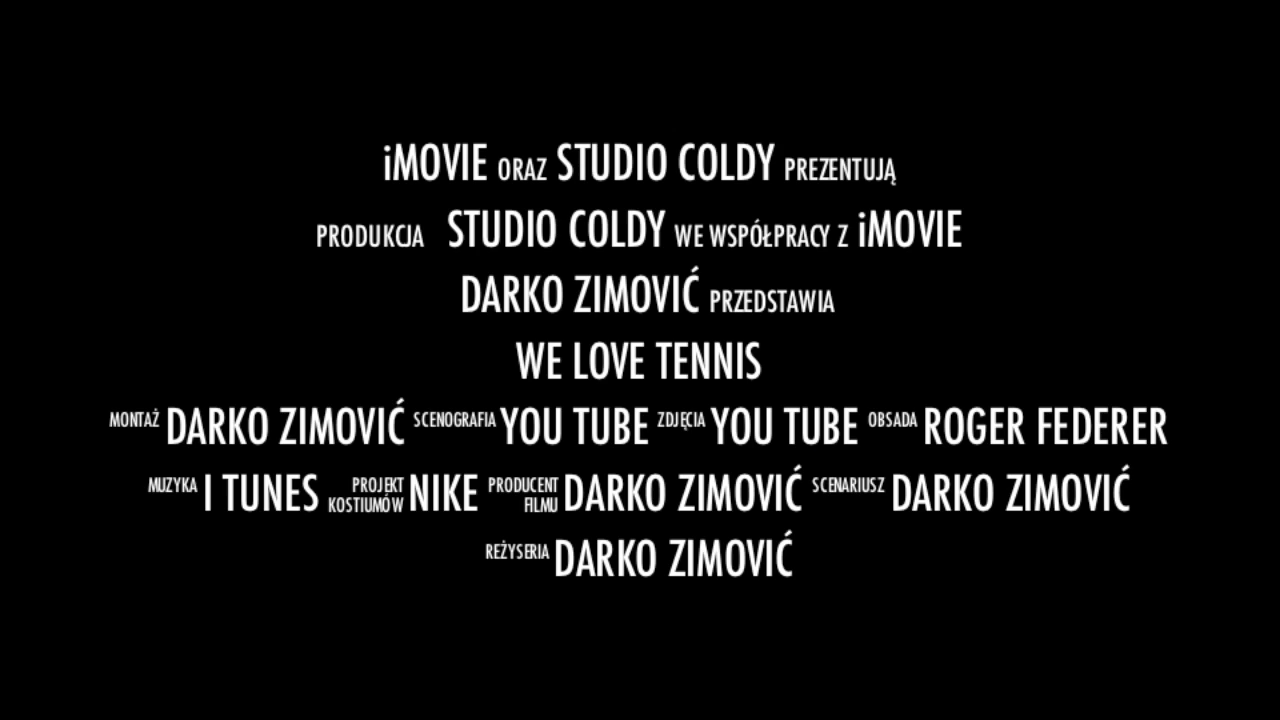 iMOVIE ORAZ STUDIO COLDY PREZENTUJĄ
PRODUKCJA STUDIO COLDY WE WSPÓŁPRACY Z iMOVIE
DARKO ZIMOVIĆ PRZEDSTAWIA
WE LOVE TENNIS
MONTAŻ DARKO ZIMOVIĆ SCENOGRAFIA YOU TUBE ZDJĘCIA YOU TUBE OBSADA ROGER FEDERER
MUZYKA I TUNES PROJEKT KOSTIUMÓW NIKE PRODUCENT FILMU DARKO ZIMOVIĆ SCENARIUSZ DARKO ZIMOVIĆ
REŻYSERIA DARKO ZIMOVIĆ